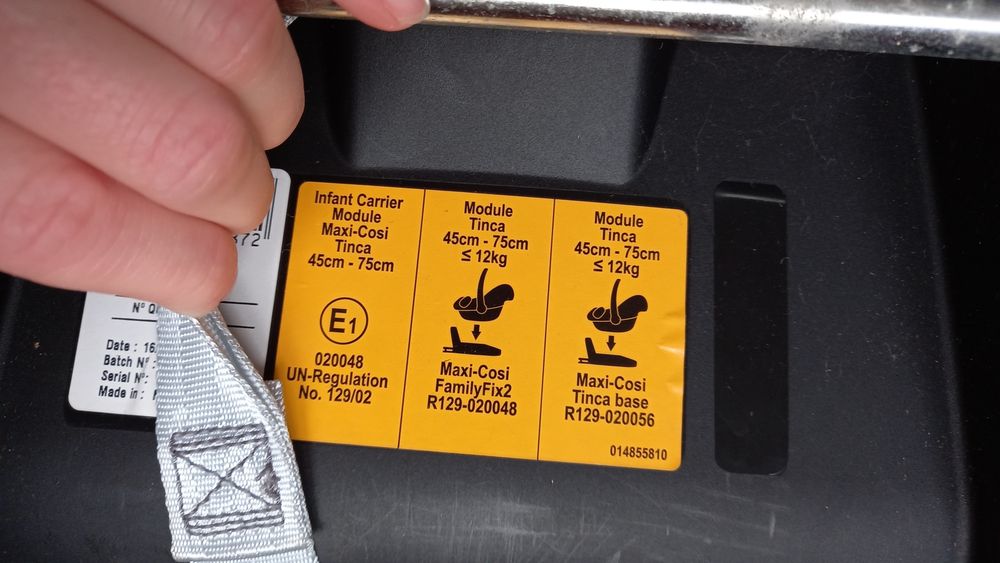 372
N° Q
Date : 16
Batch N° :
Serial N° :
Made in :
Infant Carrier
Module
Maxi-Cosi
Tinca
45cm - 75cm
E1
020048
UN-Regulation
No. 129/02
Module
Tinca
45cm - 75cm
≤ 12kg
Maxi-Cosi
FamilyFix2
R129-020048
Module
Tinca
45cm - 75cm
≤ 12kg
Maxi-Cosi
Tinca base
R129-020056
014855810